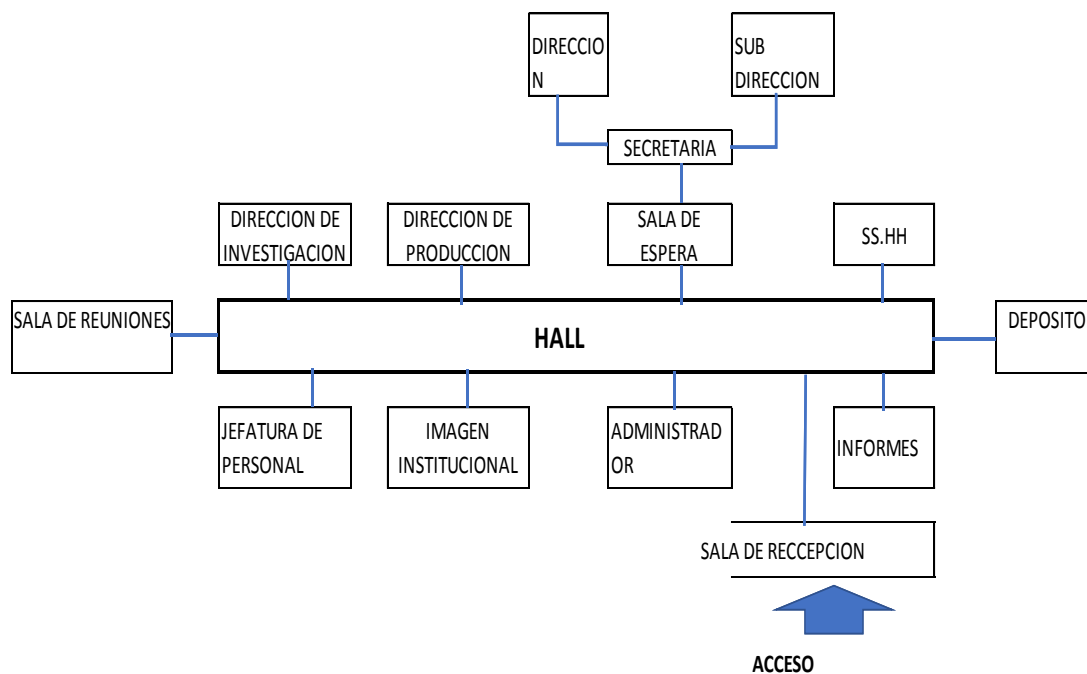 DIRECCIO
N
SUB
DIRECCION
SECRETARIA
DIRECCION DE
INVESTIGACION
DIRECCION DE
PRODUCCION
SALA DE
ESPERA
SS.HH
SALA DE REUNIONES
HALL
DEPOSITO
JEFATURA DE
PERSONAL
IMAGEN
INSTITUCIONAL
ADMINISTRAD
OR
INFORMES
SALA DE RECCEPCION
ACCESO